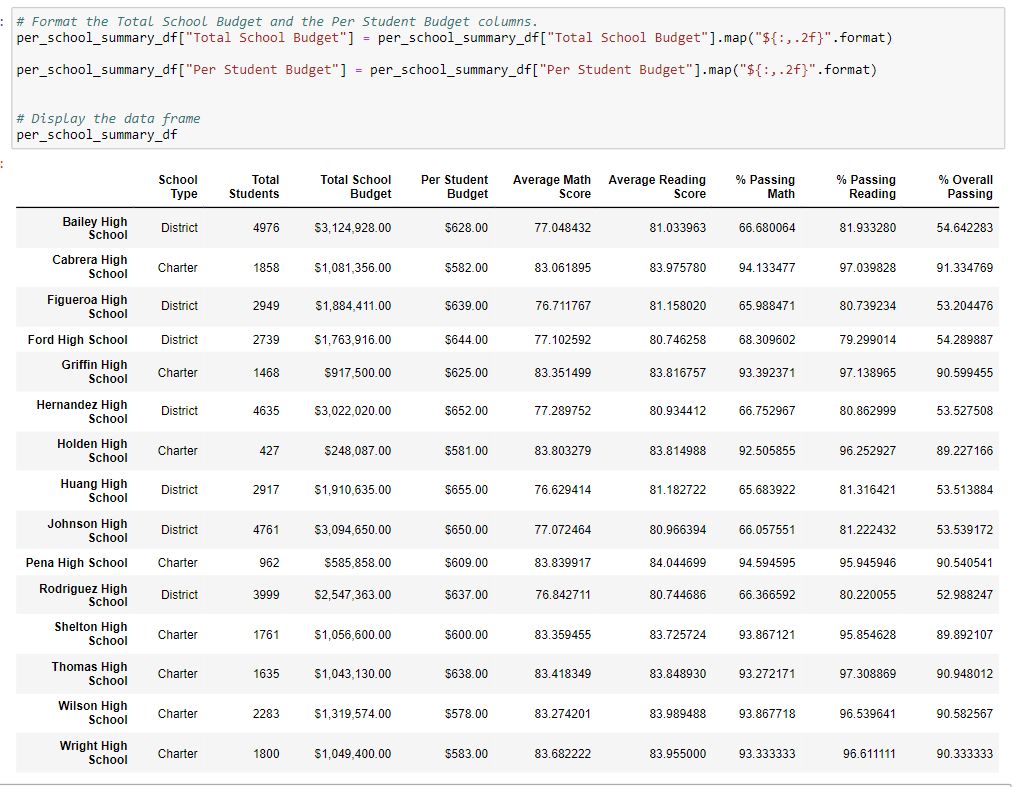 :
# Format the Total School Budget and the Per Student Budget columns.
per_school_summary_df["Total School Budget"] = per_school_summary_df["Total School Budget"].map("${:,.2f}".format)
per_school_summary_df["Per Student Budget"] = per_school_summary_df["Per Student Budget"].map("${:,.2f}".format)
# Display the data frame
per_school_summary_df
:
School Type Total Students Total School Budget Per Student Budget Average Math Score Average Reading Score % Passing Math % Passing Reading % Overall Passing
Bailey High School District 4976 $3,124,928.00 $628.00 77.048432 81.033963 66.680064 81.933280 54.642283
Cabrera High School Charter 1858 $1,081,356.00 $582.00 83.061895 83.975780 94.133477 97.039828 91.334769
Figueroa High School District 2949 $1,884,411.00 $639.00 76.711767 81.158020 65.988471 80.739234 53.204476
Ford High School District 2739 $1,763,916.00 $644.00 77.102592 80.746258 68.309602 79.299014 54.289887
Griffin High School Charter 1468 $917,500.00 $625.00 83.351499 83.816757 93.392371 97.138965 90.599455
Hernandez High School District 4635 $3,022,020.00 $652.00 77.289752 80.934412 66.752967 80.862999 53.527508
Holden High School Charter 427 $248,087.00 $581.00 83.803279 83.814988 92.505855 96.252927 89.227166
Huang High School District 2917 $1,910,635.00 $655.00 76.629414 81.182722 65.683922 81.316421 53.513884
Johnson High School District 4761 $3,094,650.00 $650.00 77.072464 80.966394 66.057551 81.222432 53.539172
Pena High School Charter 962 $585,858.00 $609.00 83.839917 84.044699 94.594595 95.945946 90.540541
Rodriguez High School District 3999 $2,547,363.00 $637.00 76.842711 80.744686 66.366592 80.220055 52.988247
Shelton High School Charter 1761 $1,056,600.00 $600.00 83.359455 83.725724 93.867121 95.854628 89.892107
Thomas High School Charter 1635 $1,043,130.00 $638.00 83.418349 83.848930 93.272171 97.308869 90.948012
Wilson High School Charter 2283 $1,319,574.00 $578.00 83.274201 83.989488 93.867718 96.539641 90.582567
Wright High School Charter 1800 $1,049,400.00 $583.00 83.682222 83.955000 93.333333 96.611111 90.333333